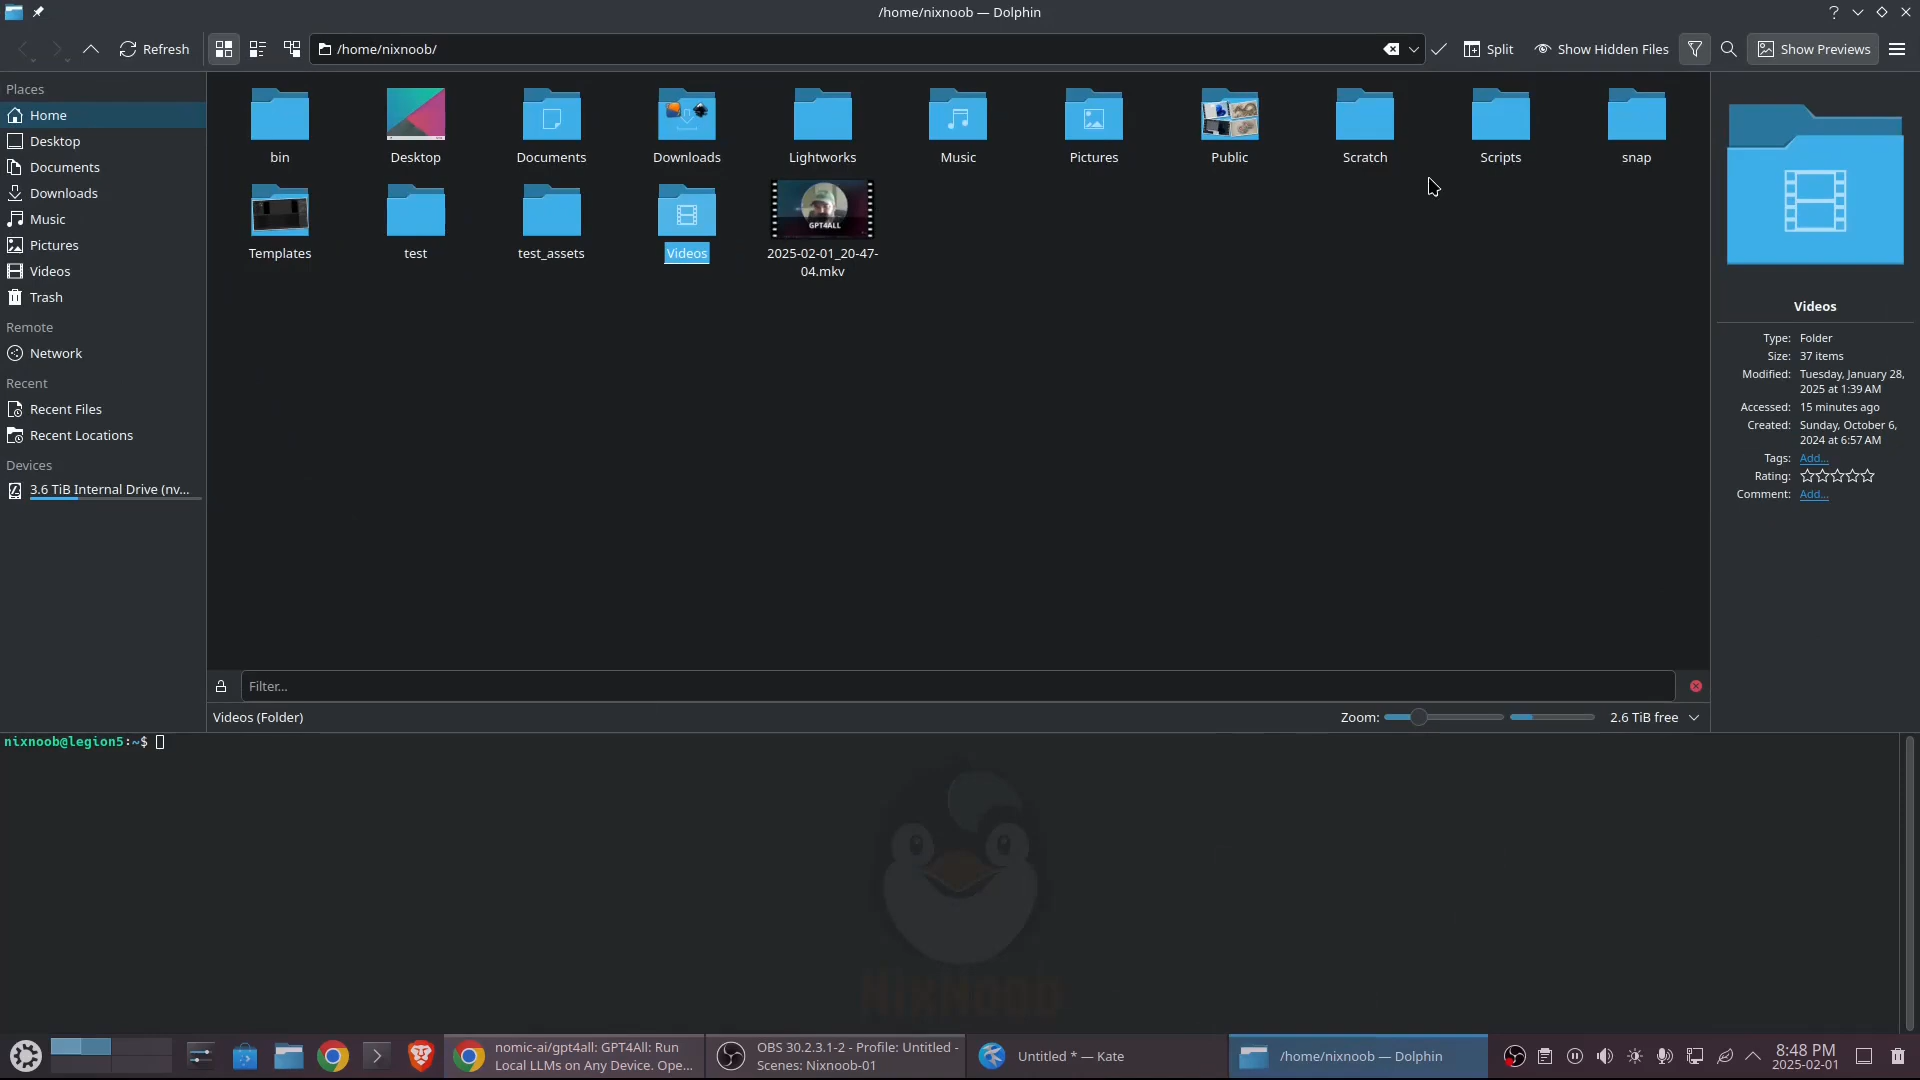 /home/nixnoob — Dolphin
Refresh
/home/nixnoob/
Split
Show Hidden Files
Show Previews
Places
Home
Desktop
Documents
Downloads
Music
Pictures
Videos
Trash
Remote
Network
Recent
Recent Files
Recent Locations
Devices
3.6 TiB Internal Drive (nv...
bin
Desktop
Documents
Downloads
Lightworks
Music
Pictures
Public
Scratch
Scripts
snap
Templates
test
test_assets
Videos
GPT4ALL
2025-02-01_20-47-
04.mkv
Videos
Type: Folder
Size: 37 items
Modified: Tuesday, January 28,
2025 at 1:39 AM
Accessed: 15 minutes ago
Created: Sunday, October 6,
2024 at 6:57 AM
Tags: Add...
Rating:
Comment: Add...
Filter...
Videos (Folder)
Zoom:
2.6 TiB free
nixnoob@legion5:~$
NixNoob
nomic-ai/gpt4all: GPT4All: Run
Local LLMs on Any Device. Ope...
OBS 30.2.3.1-2 - Profile: Untitled -
Scenes: Nixnoob-01
Untitled * — Kate
/home/nixnoob — Dolphin
8:48 PM
2025-02-01